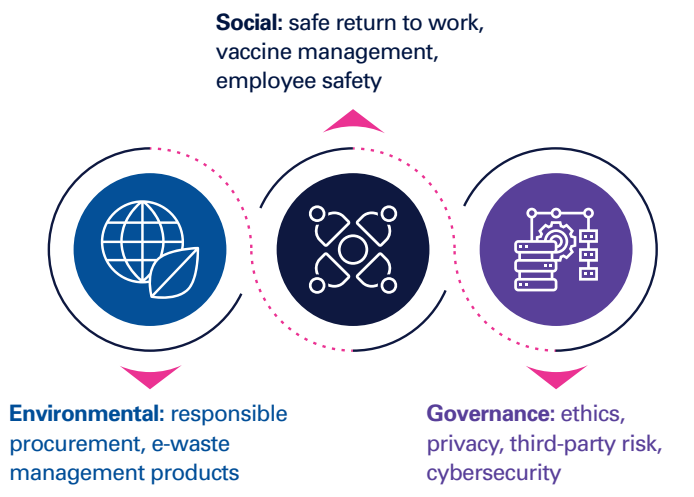 Social: safe return to work,
vaccine management,
employee safety
Environmental: responsible
procurement, e-waste
management products
Governance: ethics,
privacy, third-party risk,
cybersecurity